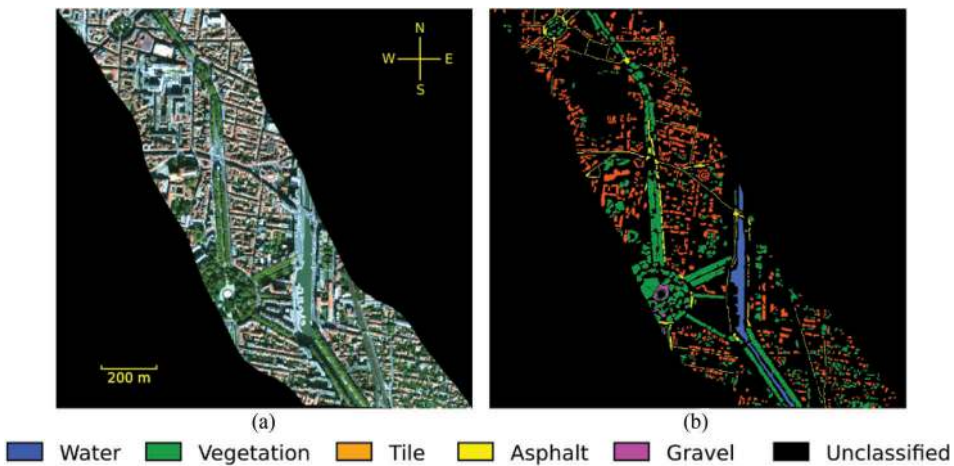 N
W E
S
200 m
(a) (b)
Water Vegetation Tile Asphalt Gravel Unclassified